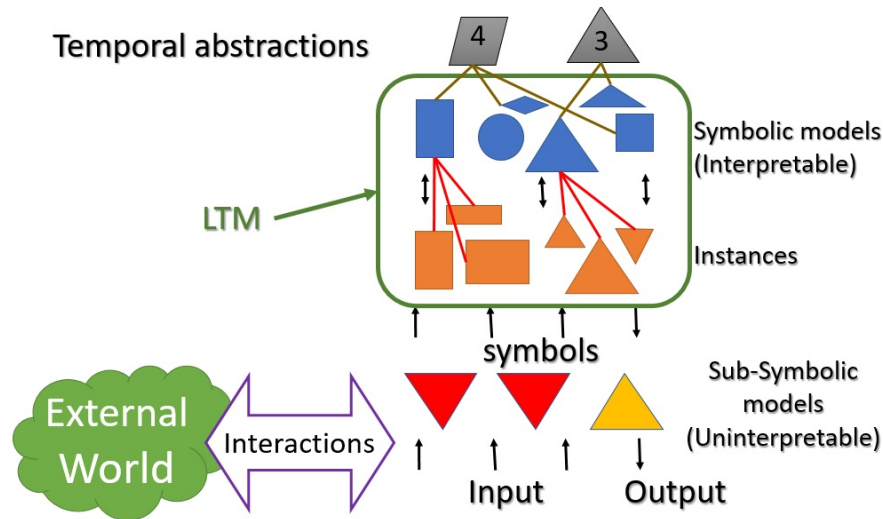 Temporal abstractions
4
3
Symbolic models
(Interpretable)
LTM
Instances
symbols
Sub-Symbolic
models
(Uninterpretable)
External
World
Interactions
Input
Output